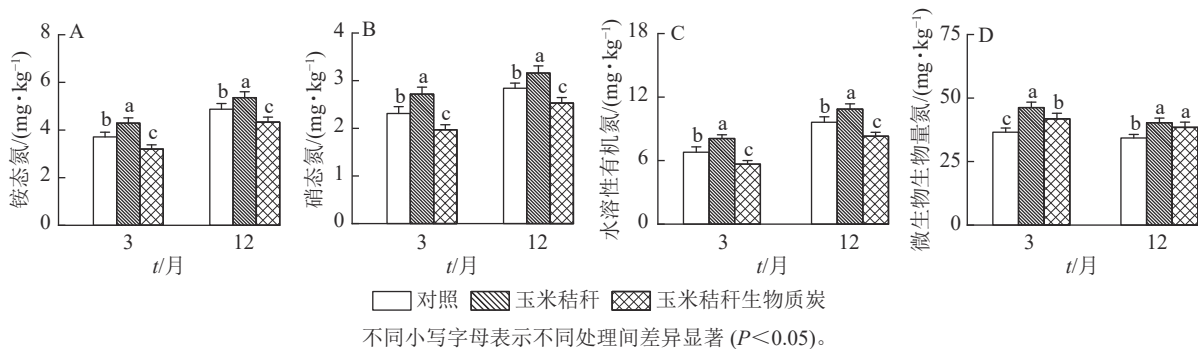 A
铵态氮/(mg•kg⁻¹)
8
6
4
2
0
b
a
c
b
a
c
3
12
t/月
B
硝态氮/(mg•kg⁻¹)
4
3
2
1
0
b
a
c
b
a
c
3
12
t/月
C
水溶性有机氮/(mg•kg⁻¹)
18
12
6
0
b
a
c
b
a
c
3
12
t/月
D
微生物生物量氮/(mg•kg⁻¹)
75
50
25
0
c
a
b
b
a
a
3
12
t/月
对照 玉米秸秆 玉米秸秆生物质炭
不同小写字母表示不同处理间差异显著 (P＜0.05)。